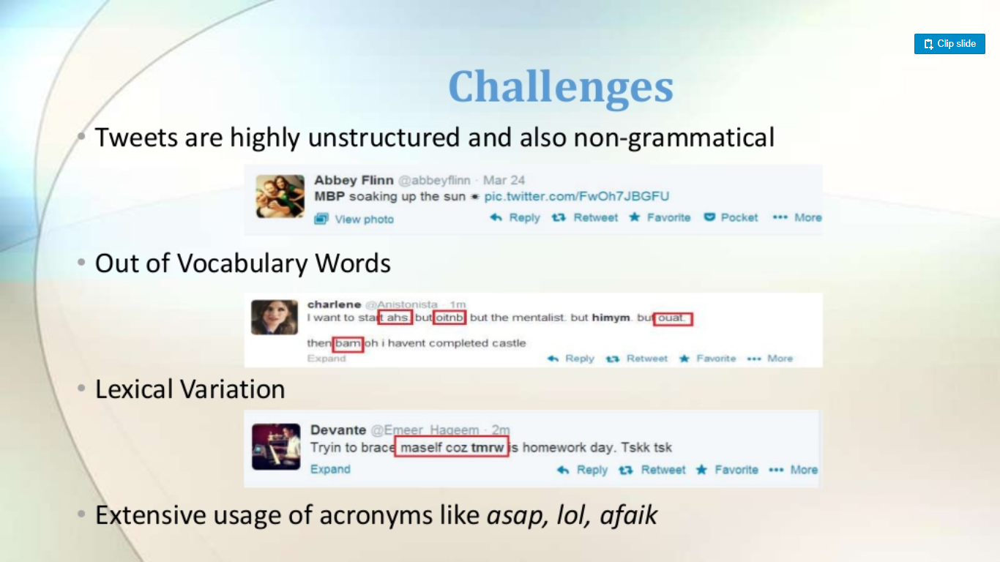 Clip slide
Challenges
• Tweets are highly unstructured and also non-grammatical
Abbey Flinn @abbeyflinn · Mar 24
MBP soaking up the sun ☀ pic.twitter.com/FwOh7JBGFU
View photo Reply Retweet Favorite Pocket ••• More
• Out of Vocabulary Words
charlene @Anistonista · 1m
I want to start ahs. but oitnb. but the mentalist. but himym. but ouat.
then bam oh i havent completed castle
Expand Reply Retweet Favorite ••• More
• Lexical Variation
Devante @Emeer_Haqeem · 2m
Tryin to brace maself coz tmrw is homework day. Tskk tsk
Expand Reply Retweet Favorite ••• More
• Extensive usage of acronyms like asap, lol, afaik